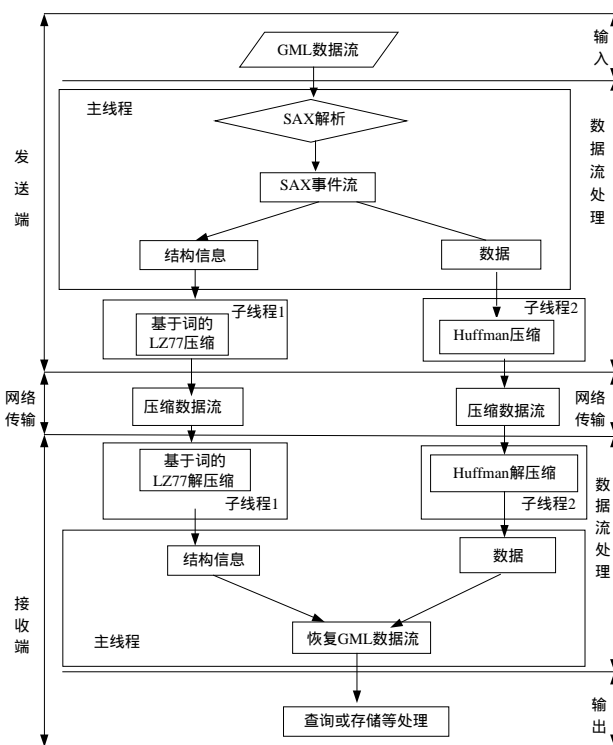 GML数据流
输
入
主线程
SAX解析
数
据
流
处
理
发
送
端
SAX事件流
结构信息
数据
子线程1
基于词的
LZ77压缩
子线程2
Huffman压缩
网络
传输
压缩数据流
压缩数据流
网络
传输
基于词的
LZ77解压缩
子线程1
Huffman解压缩
子线程2
数
据
流
处
理
结构信息
数据
接
收
端
主线程
恢复GML数据流
查询或存储等处理
输
出